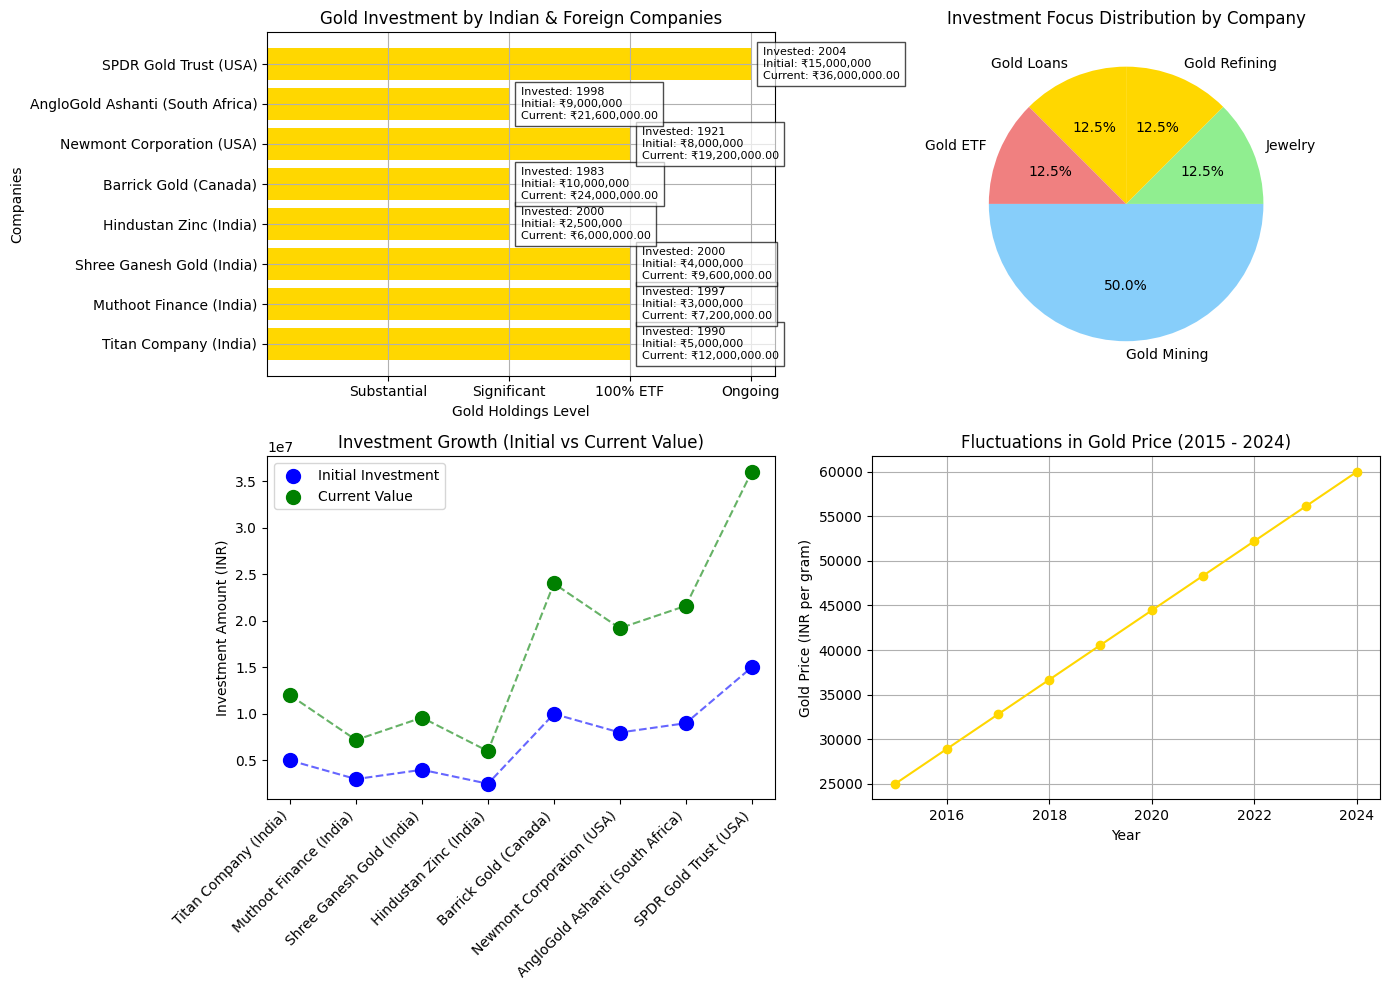 Gold Investment by Indian & Foreign Companies
Companies
SPDR Gold Trust (USA)
AngloGold Ashanti (South Africa)
Newmont Corporation (USA)
Barrick Gold (Canada)
Hindustan Zinc (India)
Shree Ganesh Gold (India)
Muthoot Finance (India)
Titan Company (India)
Invested: 2004
Initial: ₹15,000,000
Current: ₹36,000,000.00
Invested: 1998
Initial: ₹9,000,000
Current: ₹21,600,000.00
Invested: 1921
Initial: ₹8,000,000
Current: ₹19,200,000.00
Invested: 1983
Initial: ₹10,000,000
Current: ₹24,000,000.00
Invested: 2000
Initial: ₹2,500,000
Current: ₹6,000,000.00
Invested: 2000
Initial: ₹4,000,000
Current: ₹9,600,000.00
Invested: 1997
Initial: ₹3,000,000
Current: ₹7,200,000.00
Invested: 1990
Initial: ₹5,000,000
Current: ₹12,000,000.00
Substantial Significant 100% ETF Ongoing
Gold Holdings Level
Investment Focus Distribution by Company
Gold Loans
Gold Refining
12.5%
12.5%
Gold ETF
Jewelry
12.5%
12.5%
50.0%
Gold Mining
Investment Growth (Initial vs Current Value)
1e7
Initial Investment
Current Value
Investment Amount (INR)
3.5
3.0
2.5
2.0
1.5
1.0
0.5
Titan Company (India)
Muthoot Finance (India)
Shree Ganesh Gold (India)
Hindustan Zinc (India)
Barrick Gold (Canada)
Newmont Corporation (USA)
AngloGold Ashanti (South Africa)
SPDR Gold Trust (USA)
Fluctuations in Gold Price (2015 - 2024)
Gold Price (INR per gram)
60000
55000
50000
45000
40000
35000
30000
25000
2016 2018 2020 2022 2024
Year